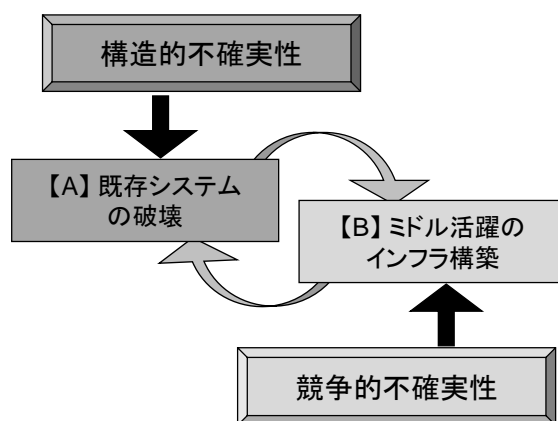 構造的不確実性
【A】 既存システム
の破壊
【B】 ミドル活躍の
インフラ構築
競争的不確実性